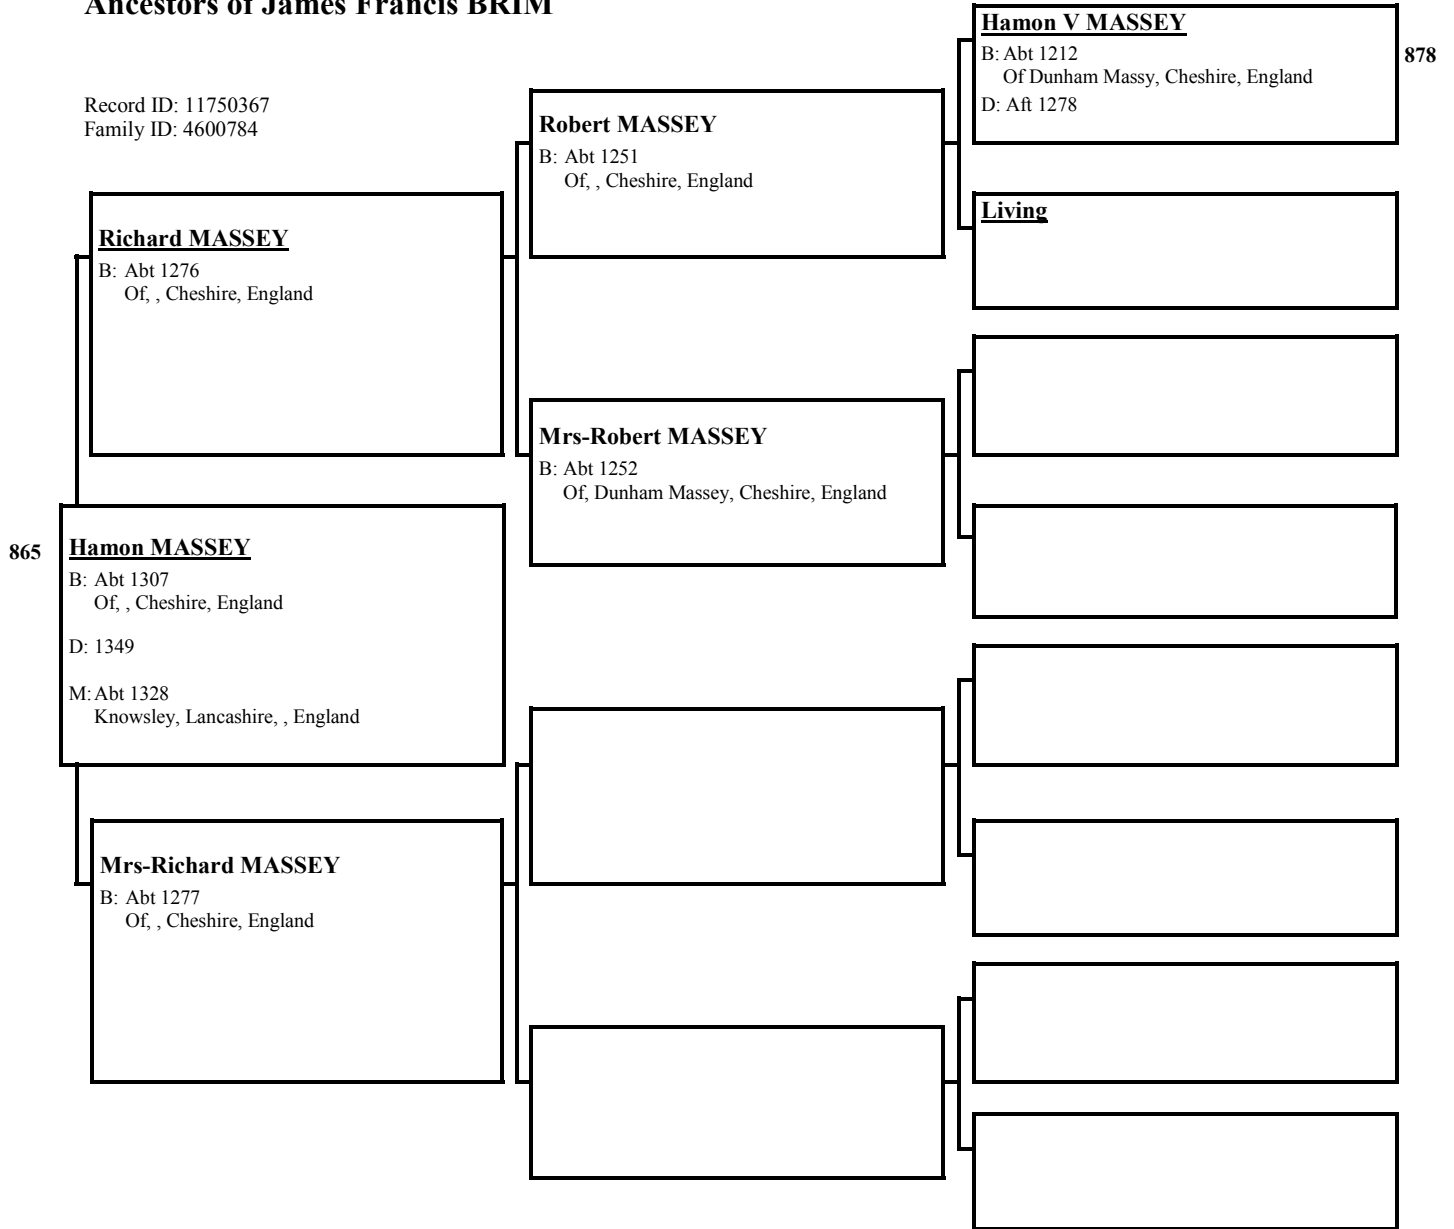 Ancestors of James Francis BRIM
Record ID: 11750367
Family ID: 4600784
Hamon V MASSEY
B: Abt 1212
Of Dunham Massy, Cheshire, England
D: Aft 1278
878
Robert MASSEY
B: Abt 1251
Of, , Cheshire, England
Living
Richard MASSEY
B: Abt 1276
Of, , Cheshire, England
Mrs-Robert MASSEY
B: Abt 1252
Of, Dunham Massey, Cheshire, England
865
Hamon MASSEY
B: Abt 1307
Of, , Cheshire, England
D: 1349
M: Abt 1328
Knowsley, Lancashire, , England
Mrs-Richard MASSEY
B: Abt 1277
Of, , Cheshire, England